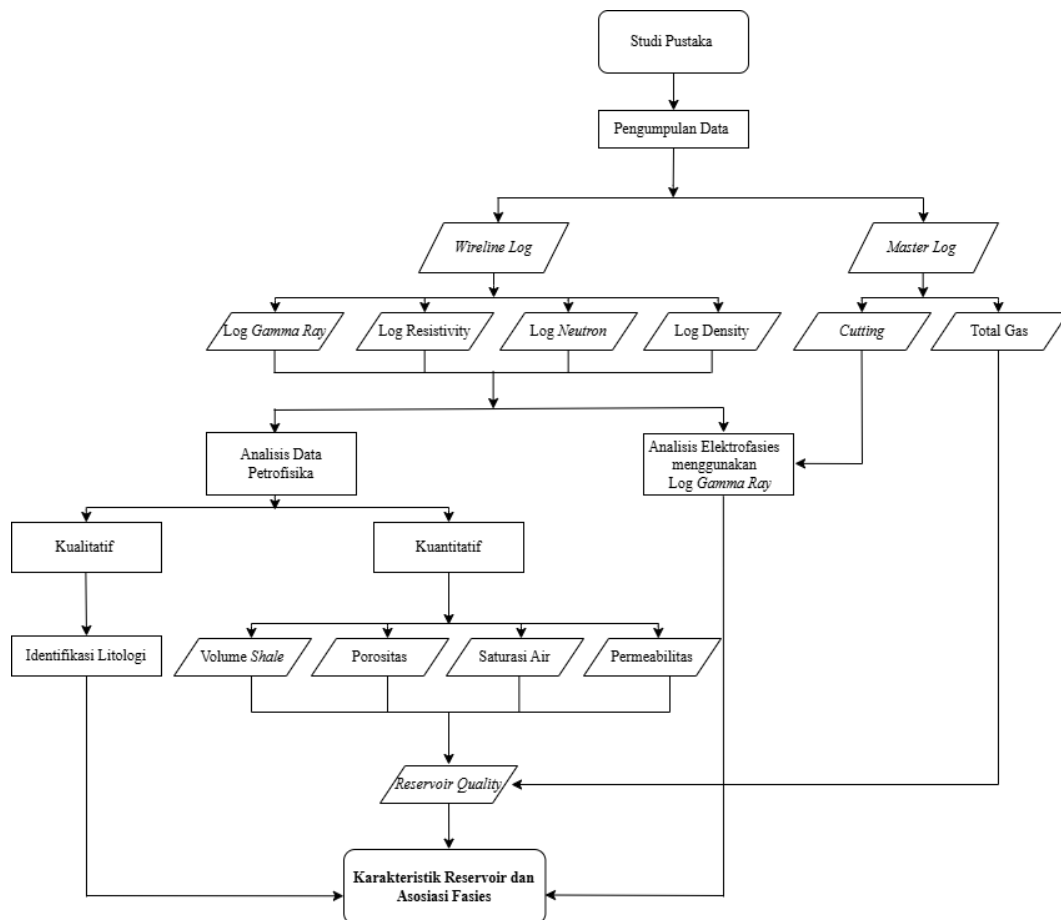 Studi Pustaka
Pengumpulan Data
Wireline Log
Master Log
Log Gamma Ray
Log Resistivity
Log Neutron
Log Density
Cutting
Total Gas
Analisis Data
Petrofisika
Analisis Elektrofasies
menggunakan
Log Gamma Ray
Kualitatif
Kuantitatif
Identifikasi Litologi
Volume Shale
Porositas
Saturasi Air
Permeabilitas
Reservoir Quality
Karakteristik Reservoir dan
Asosiasi Fasies